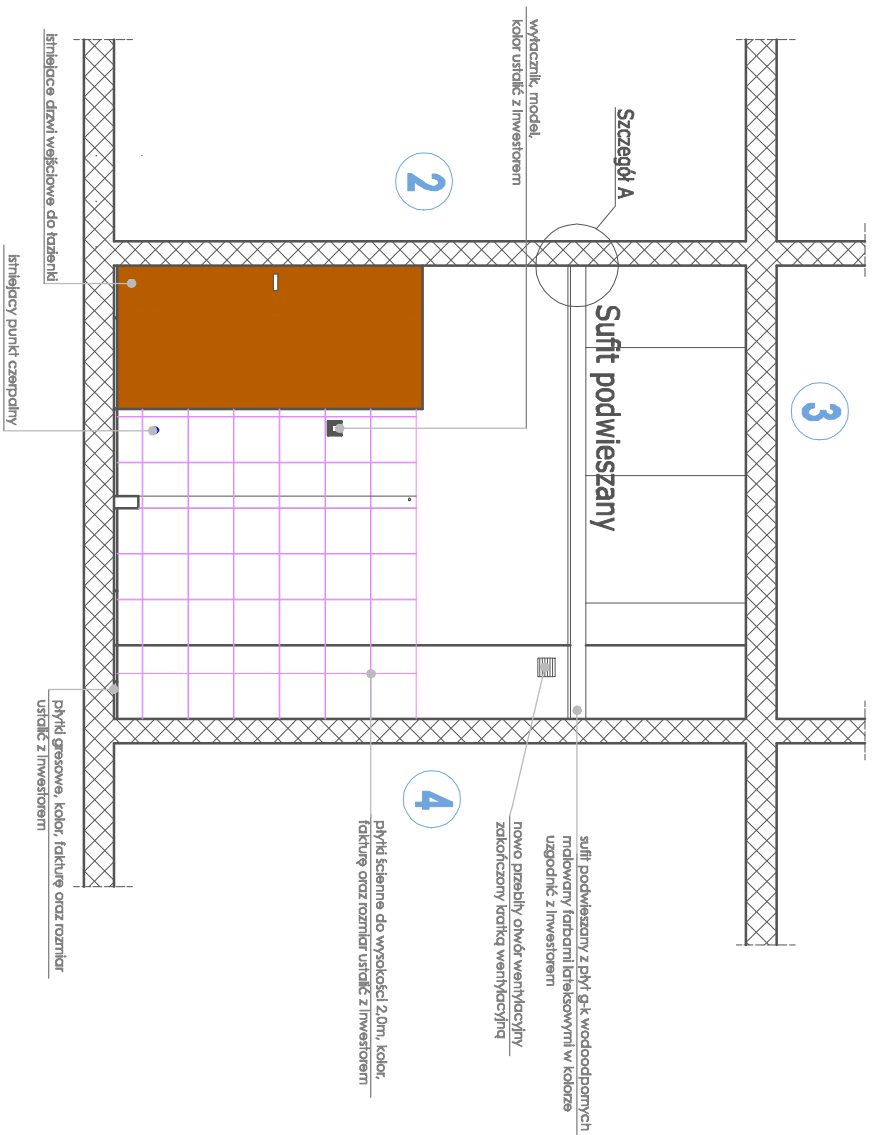 istniejące drzwi wejściowe do łazienki
istniejący punkt czerpalny
wyłącznik, model,
kolor ustalić z Inwestorem
Szczegół A
2
Sufit podwieszany
3
4
płytki gresowe, kolor, fakturę oraz rozmiar
ustalić z Inwestorem
płytki ścienne do wysokości 2,0m, kolor,
fakturę oraz rozmiar ustalić z Inwestorem
nowo przebity otwór wentylacyjny
zakończony kratką wentylacyjną
sufit podwieszany z płyt g-k wodoodpornych
malowany farbami lateksowymi w kolorze
uzgodnić z Inwestorem